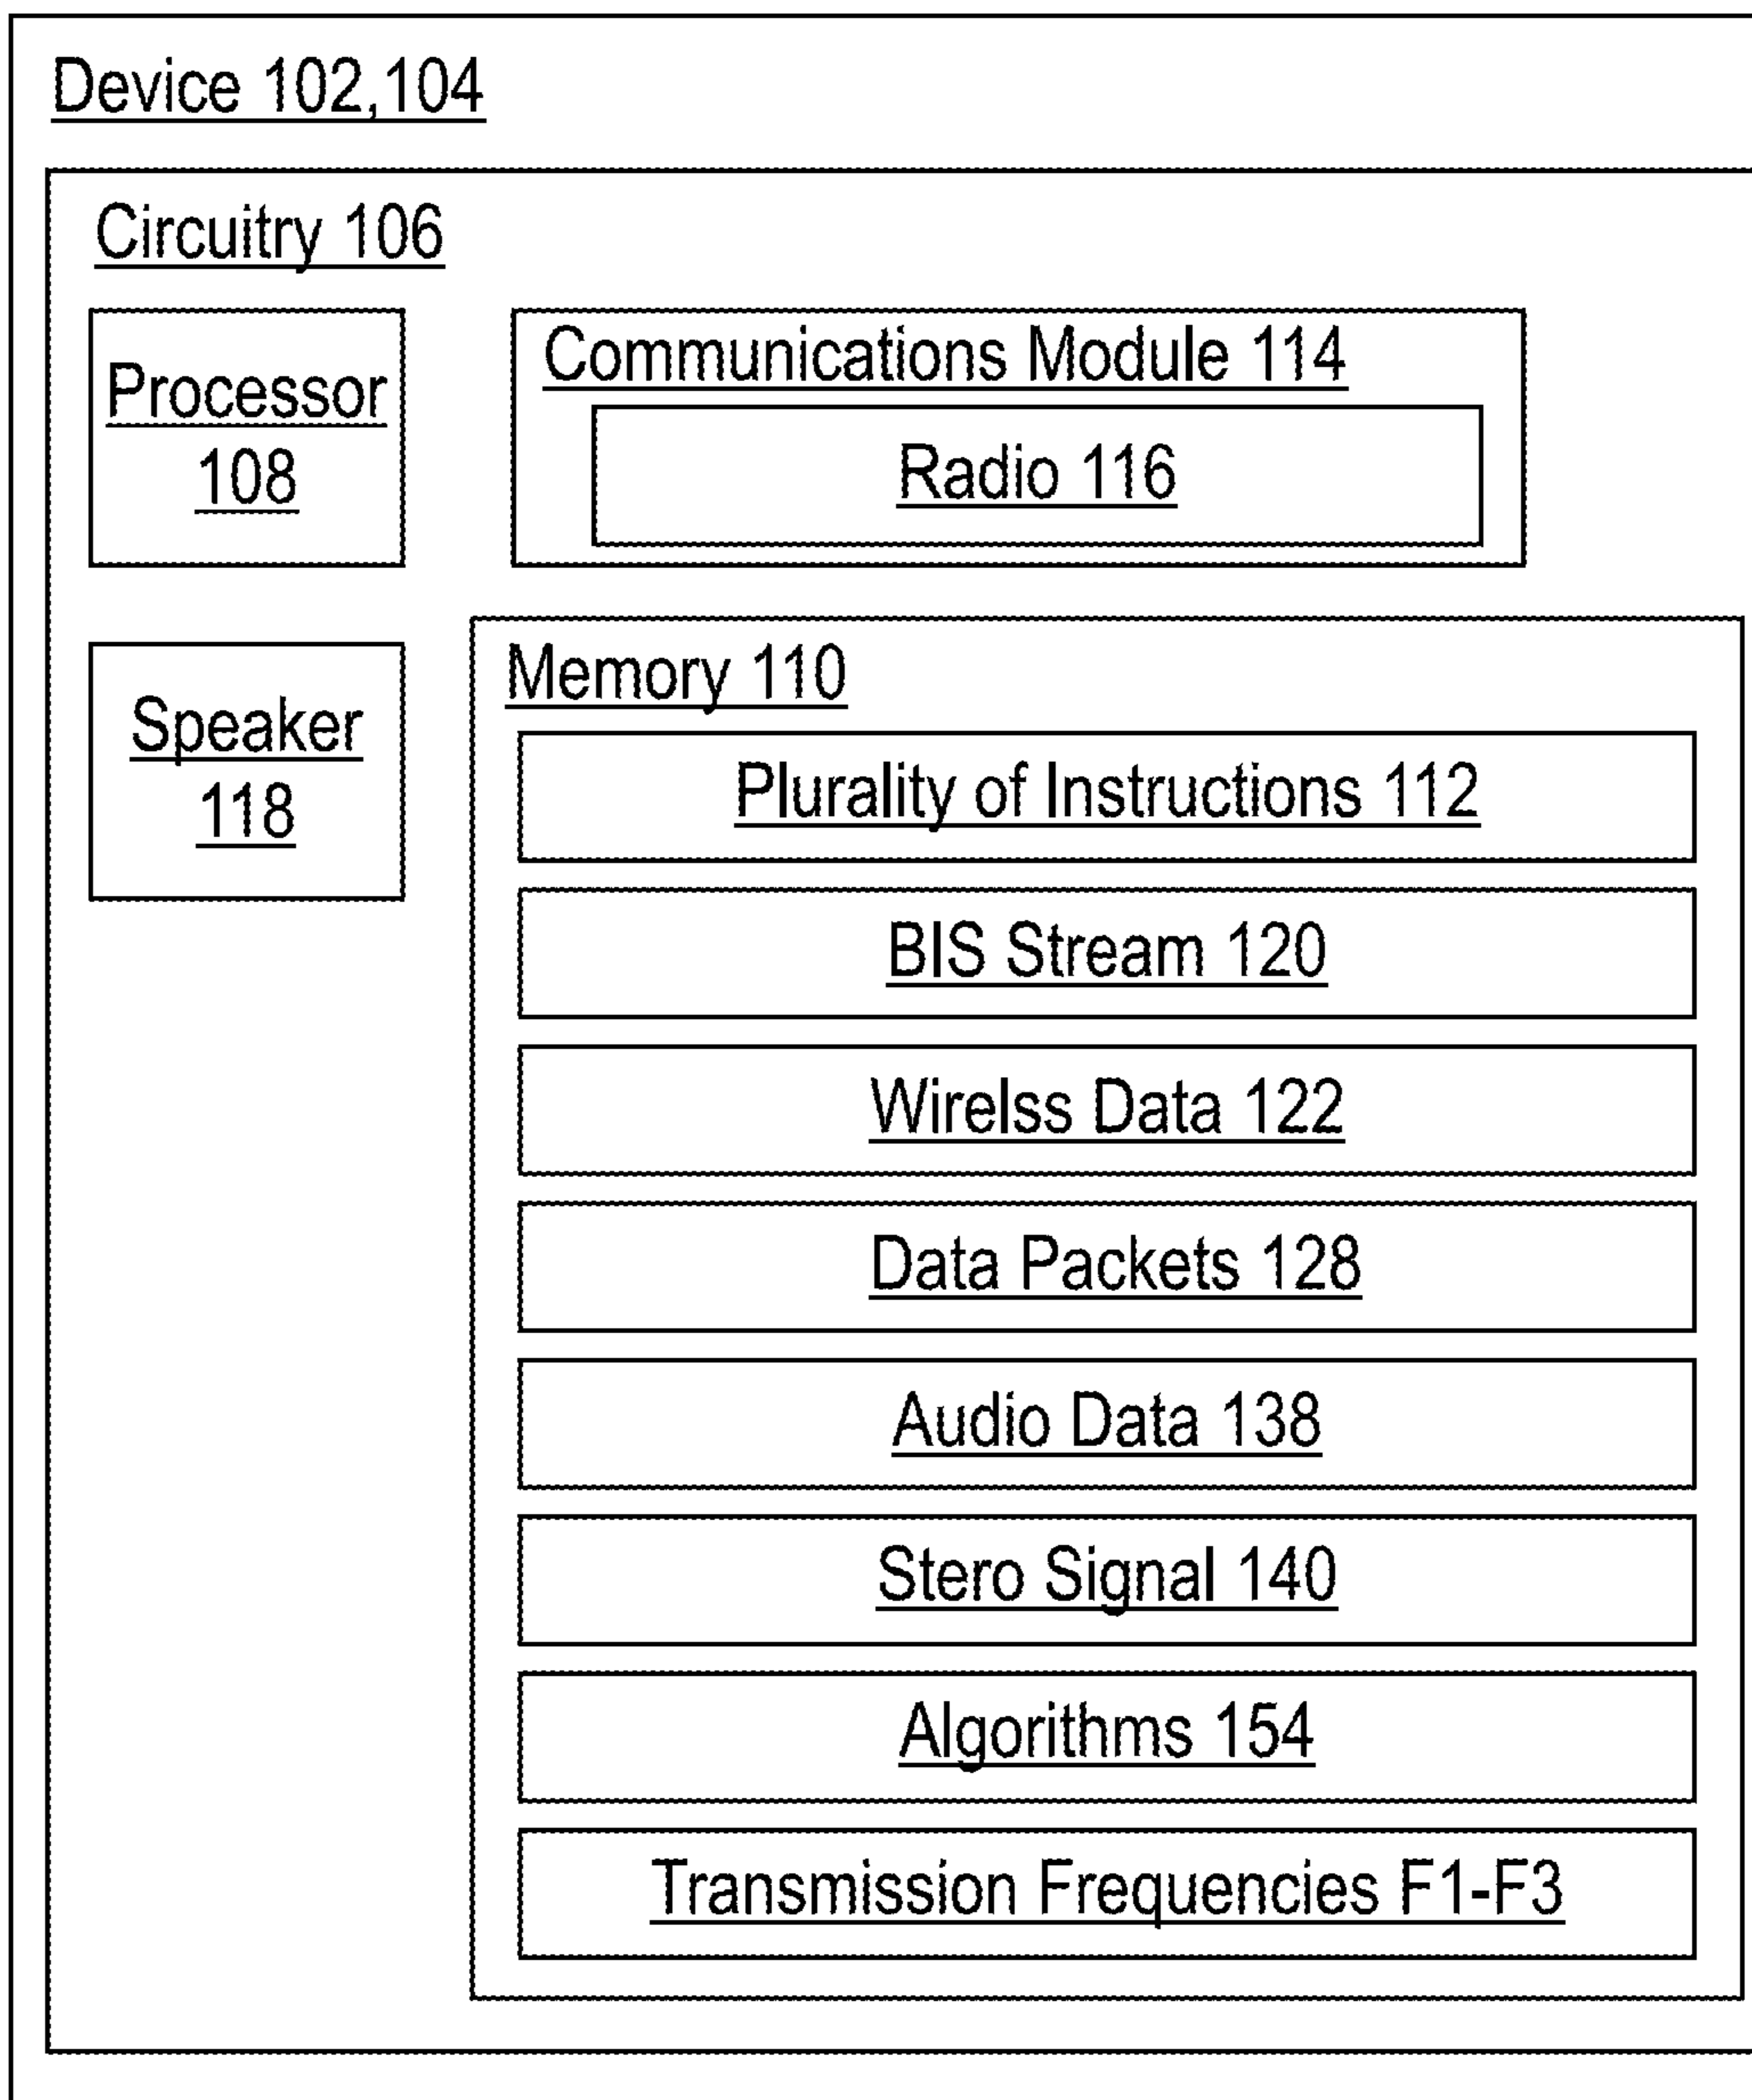 Device 102,104
Circuitry 106
Processor
108
Communications Module 114
Radio 116
Speaker
118
Memory 110
Plurality of Instructions 112
BIS Stream 120
Wirelss Data 122
Data Packets 128
Audio Data 138
Stero Signal 140
Algorithms 154
Transmission Frequencies F1-F3